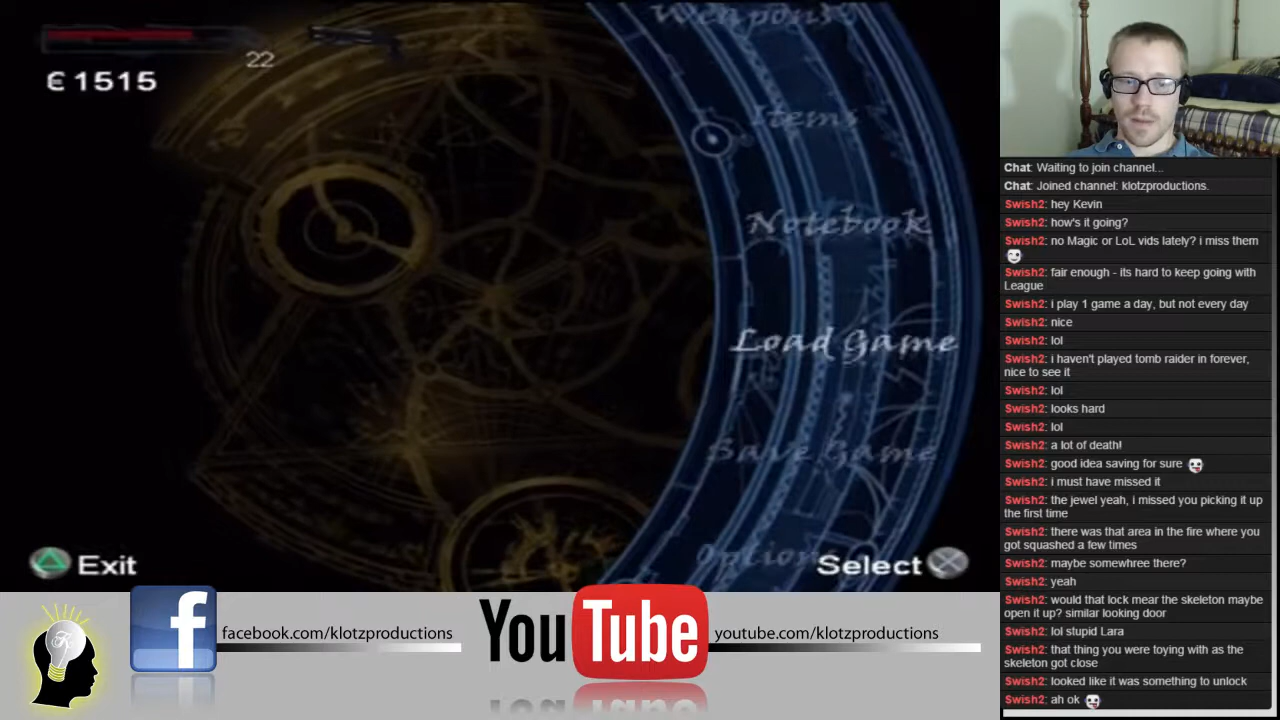 22
€ 1515
Weapons
Items
Notebook
Load Game
Save Game
Option
Exit
Select
Chat: Waiting to join channel...
Chat: Joined channel: klotzproductions.
Swish2: hey Kevin
Swish2: how's it going?
Swish2: no Magic or LoL vids lately? i miss them
Swish2: fair enough - its hard to keep going with
League
Swish2: i play 1 game a day, but not every day
Swish2: nice
Swish2: lol
Swish2: i haven't played tomb raider in forever,
nice to see it
Swish2: lol
Swish2: looks hard
Swish2: lol
Swish2: a lot of death!
Swish2: good idea saving for sure
Swish2: i must have missed it
Swish2: the jewel yeah, i missed you picking it up
the first time
Swish2: there was that area in the fire where you
got squashed a few times
Swish2: maybe somewhree there?
Swish2: yeah
Swish2: would that lock mear the skeleton maybe
open it up? similar looking door
Swish2: lol stupid Lara
Swish2: that thing you were toying with as the
skeleton got close
Swish2: looked like it was something to unlock
Swish2: ah ok
f
facebook.com/klotzproductions
YouTube
youtube.com/klotzproductions